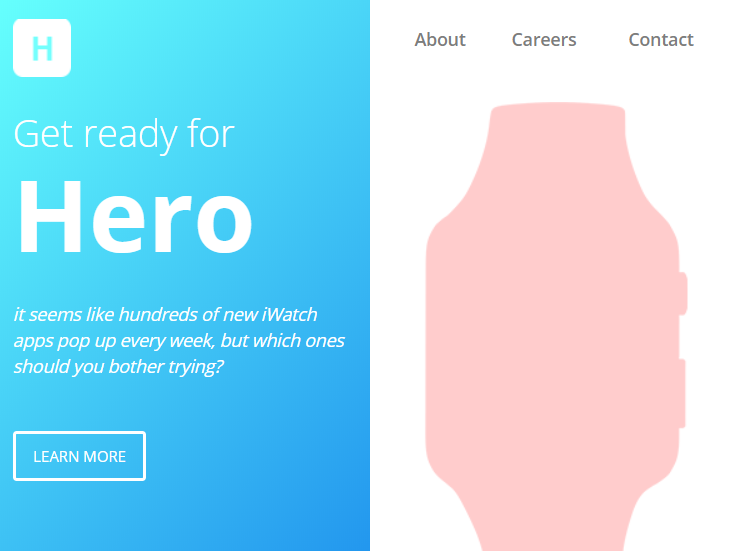 H
About Careers Contact
Get ready for
Hero
it seems like hundreds of new iWatch
apps pop up every week, but which ones
should you bother trying?
LEARN MORE